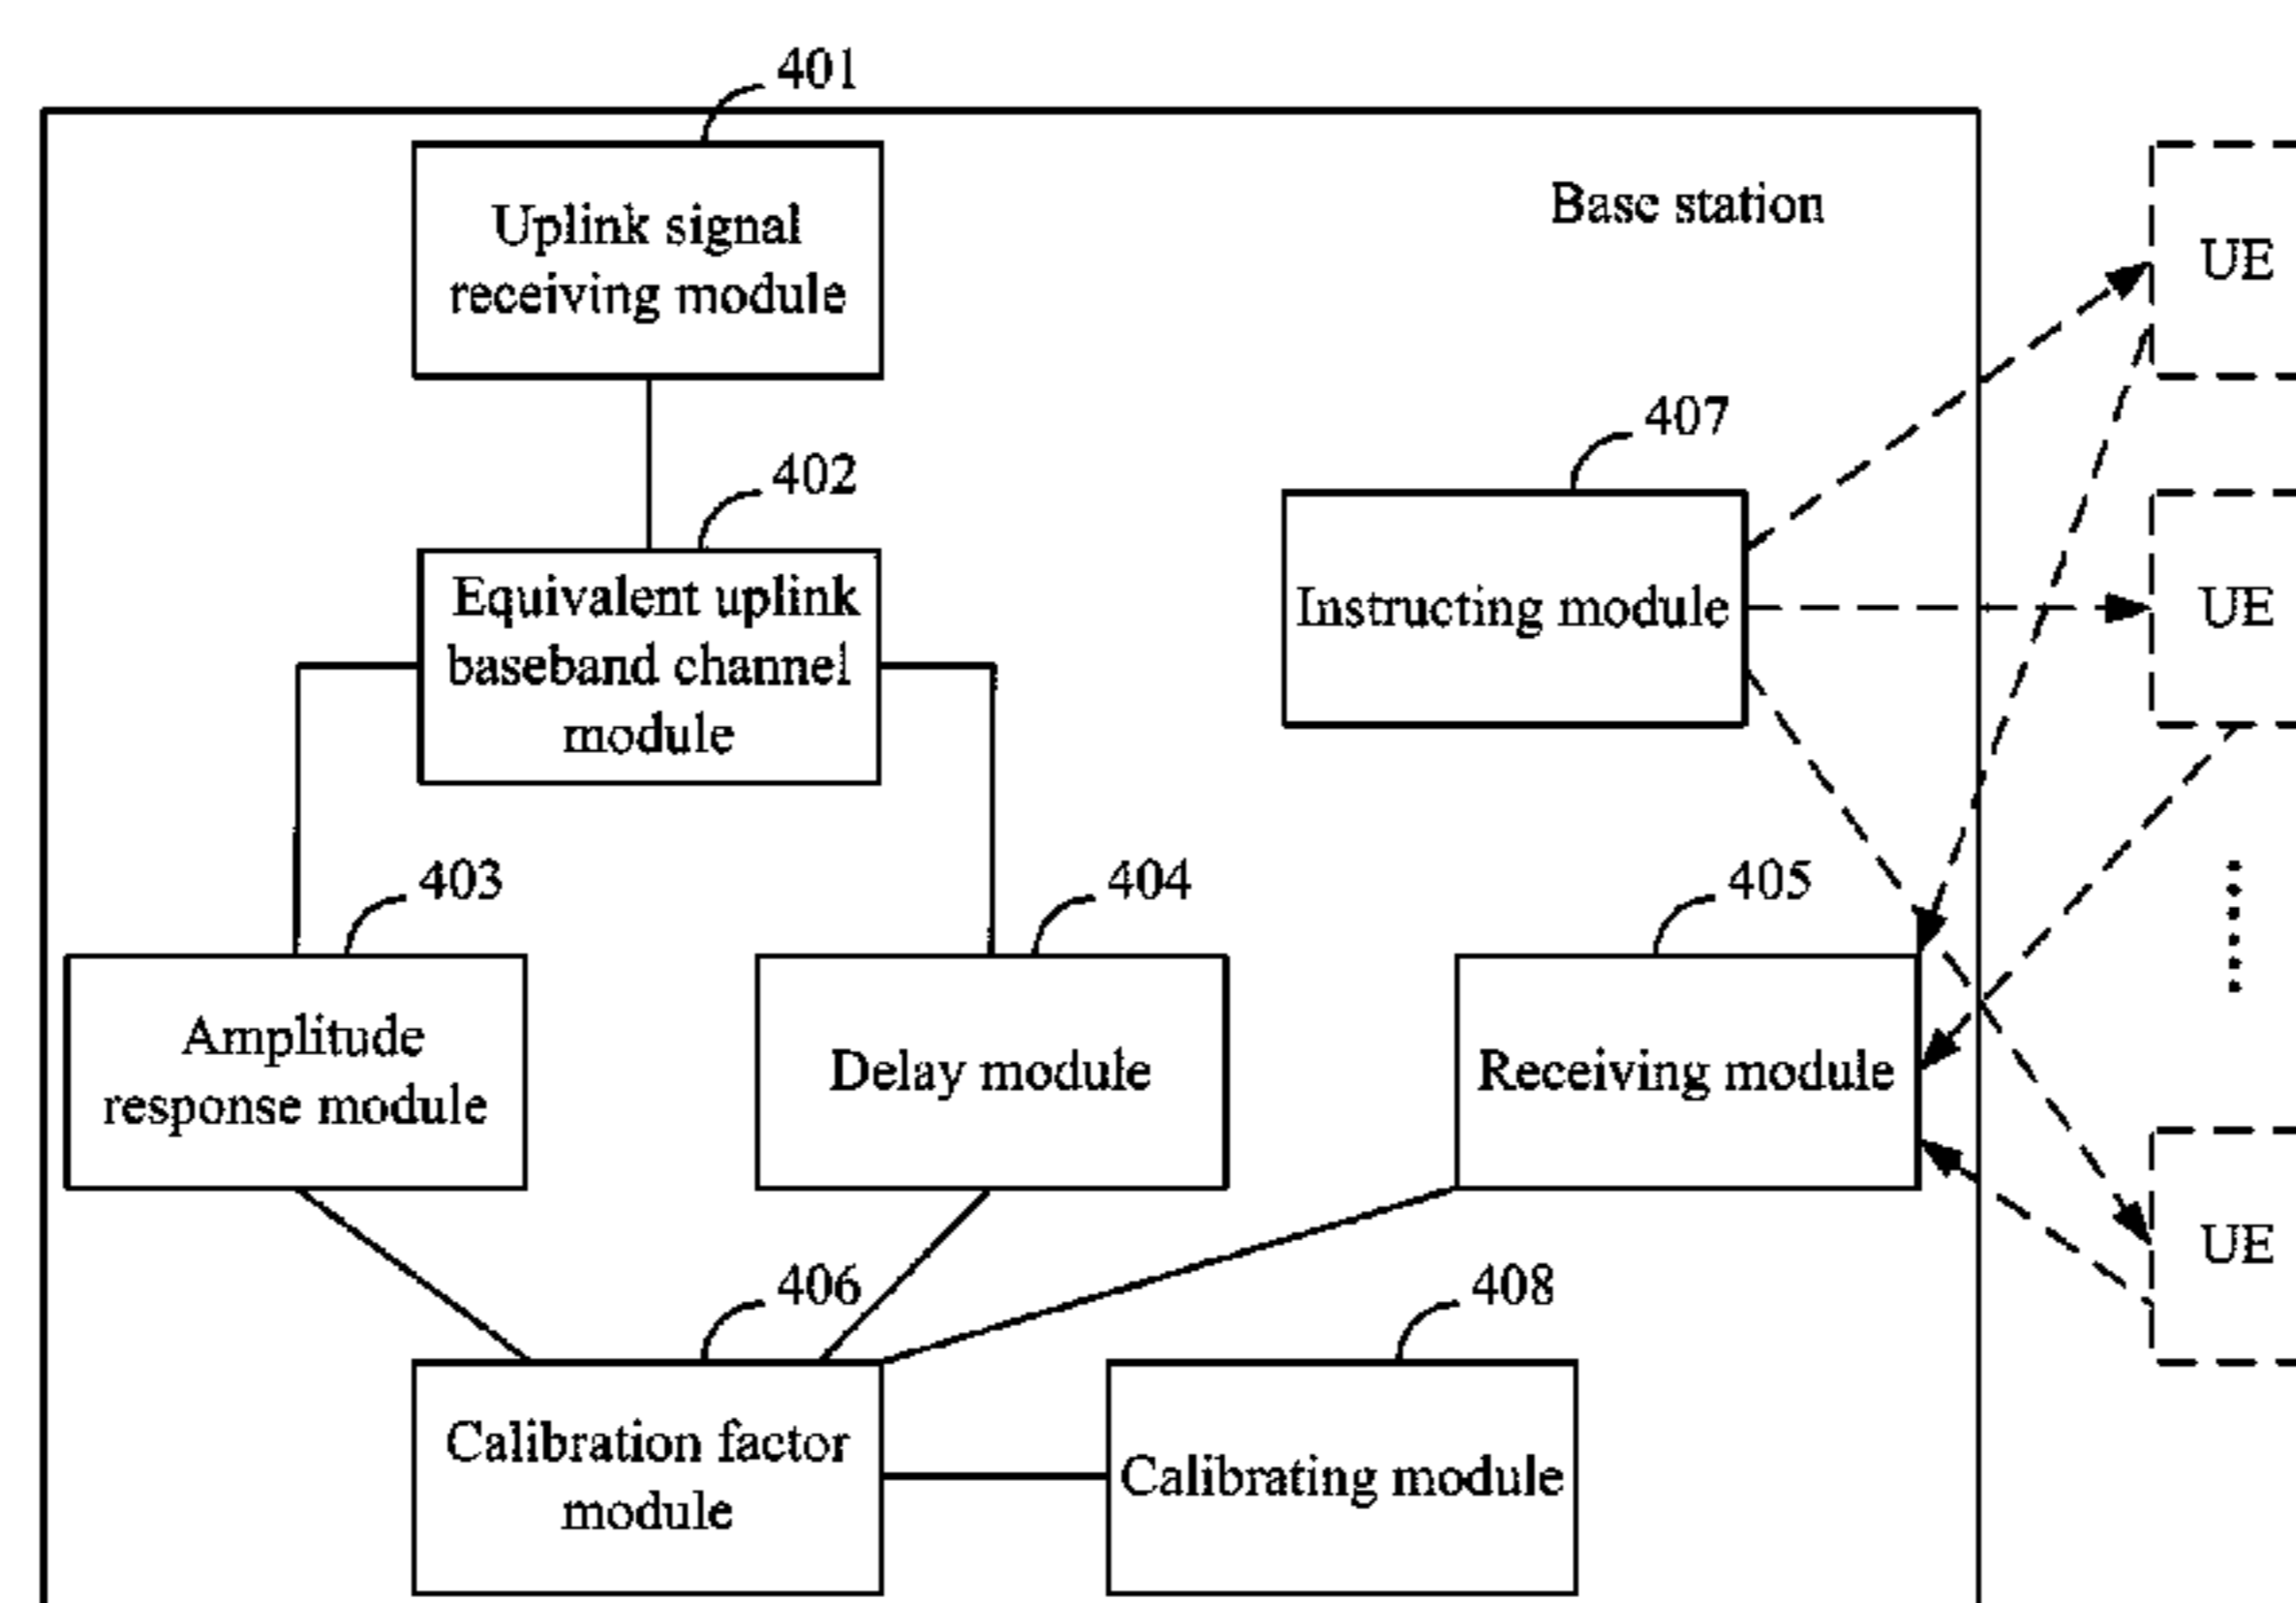 401
Uplink signal
receiving module
Base station
UE
407
402
Equivalent uplink
baseband channel
module
Instructing module
UE
403
404
405
Amplitude
response module
Delay module
Receiving module
UE
406
408
Calibration factor
module
Calibrating module